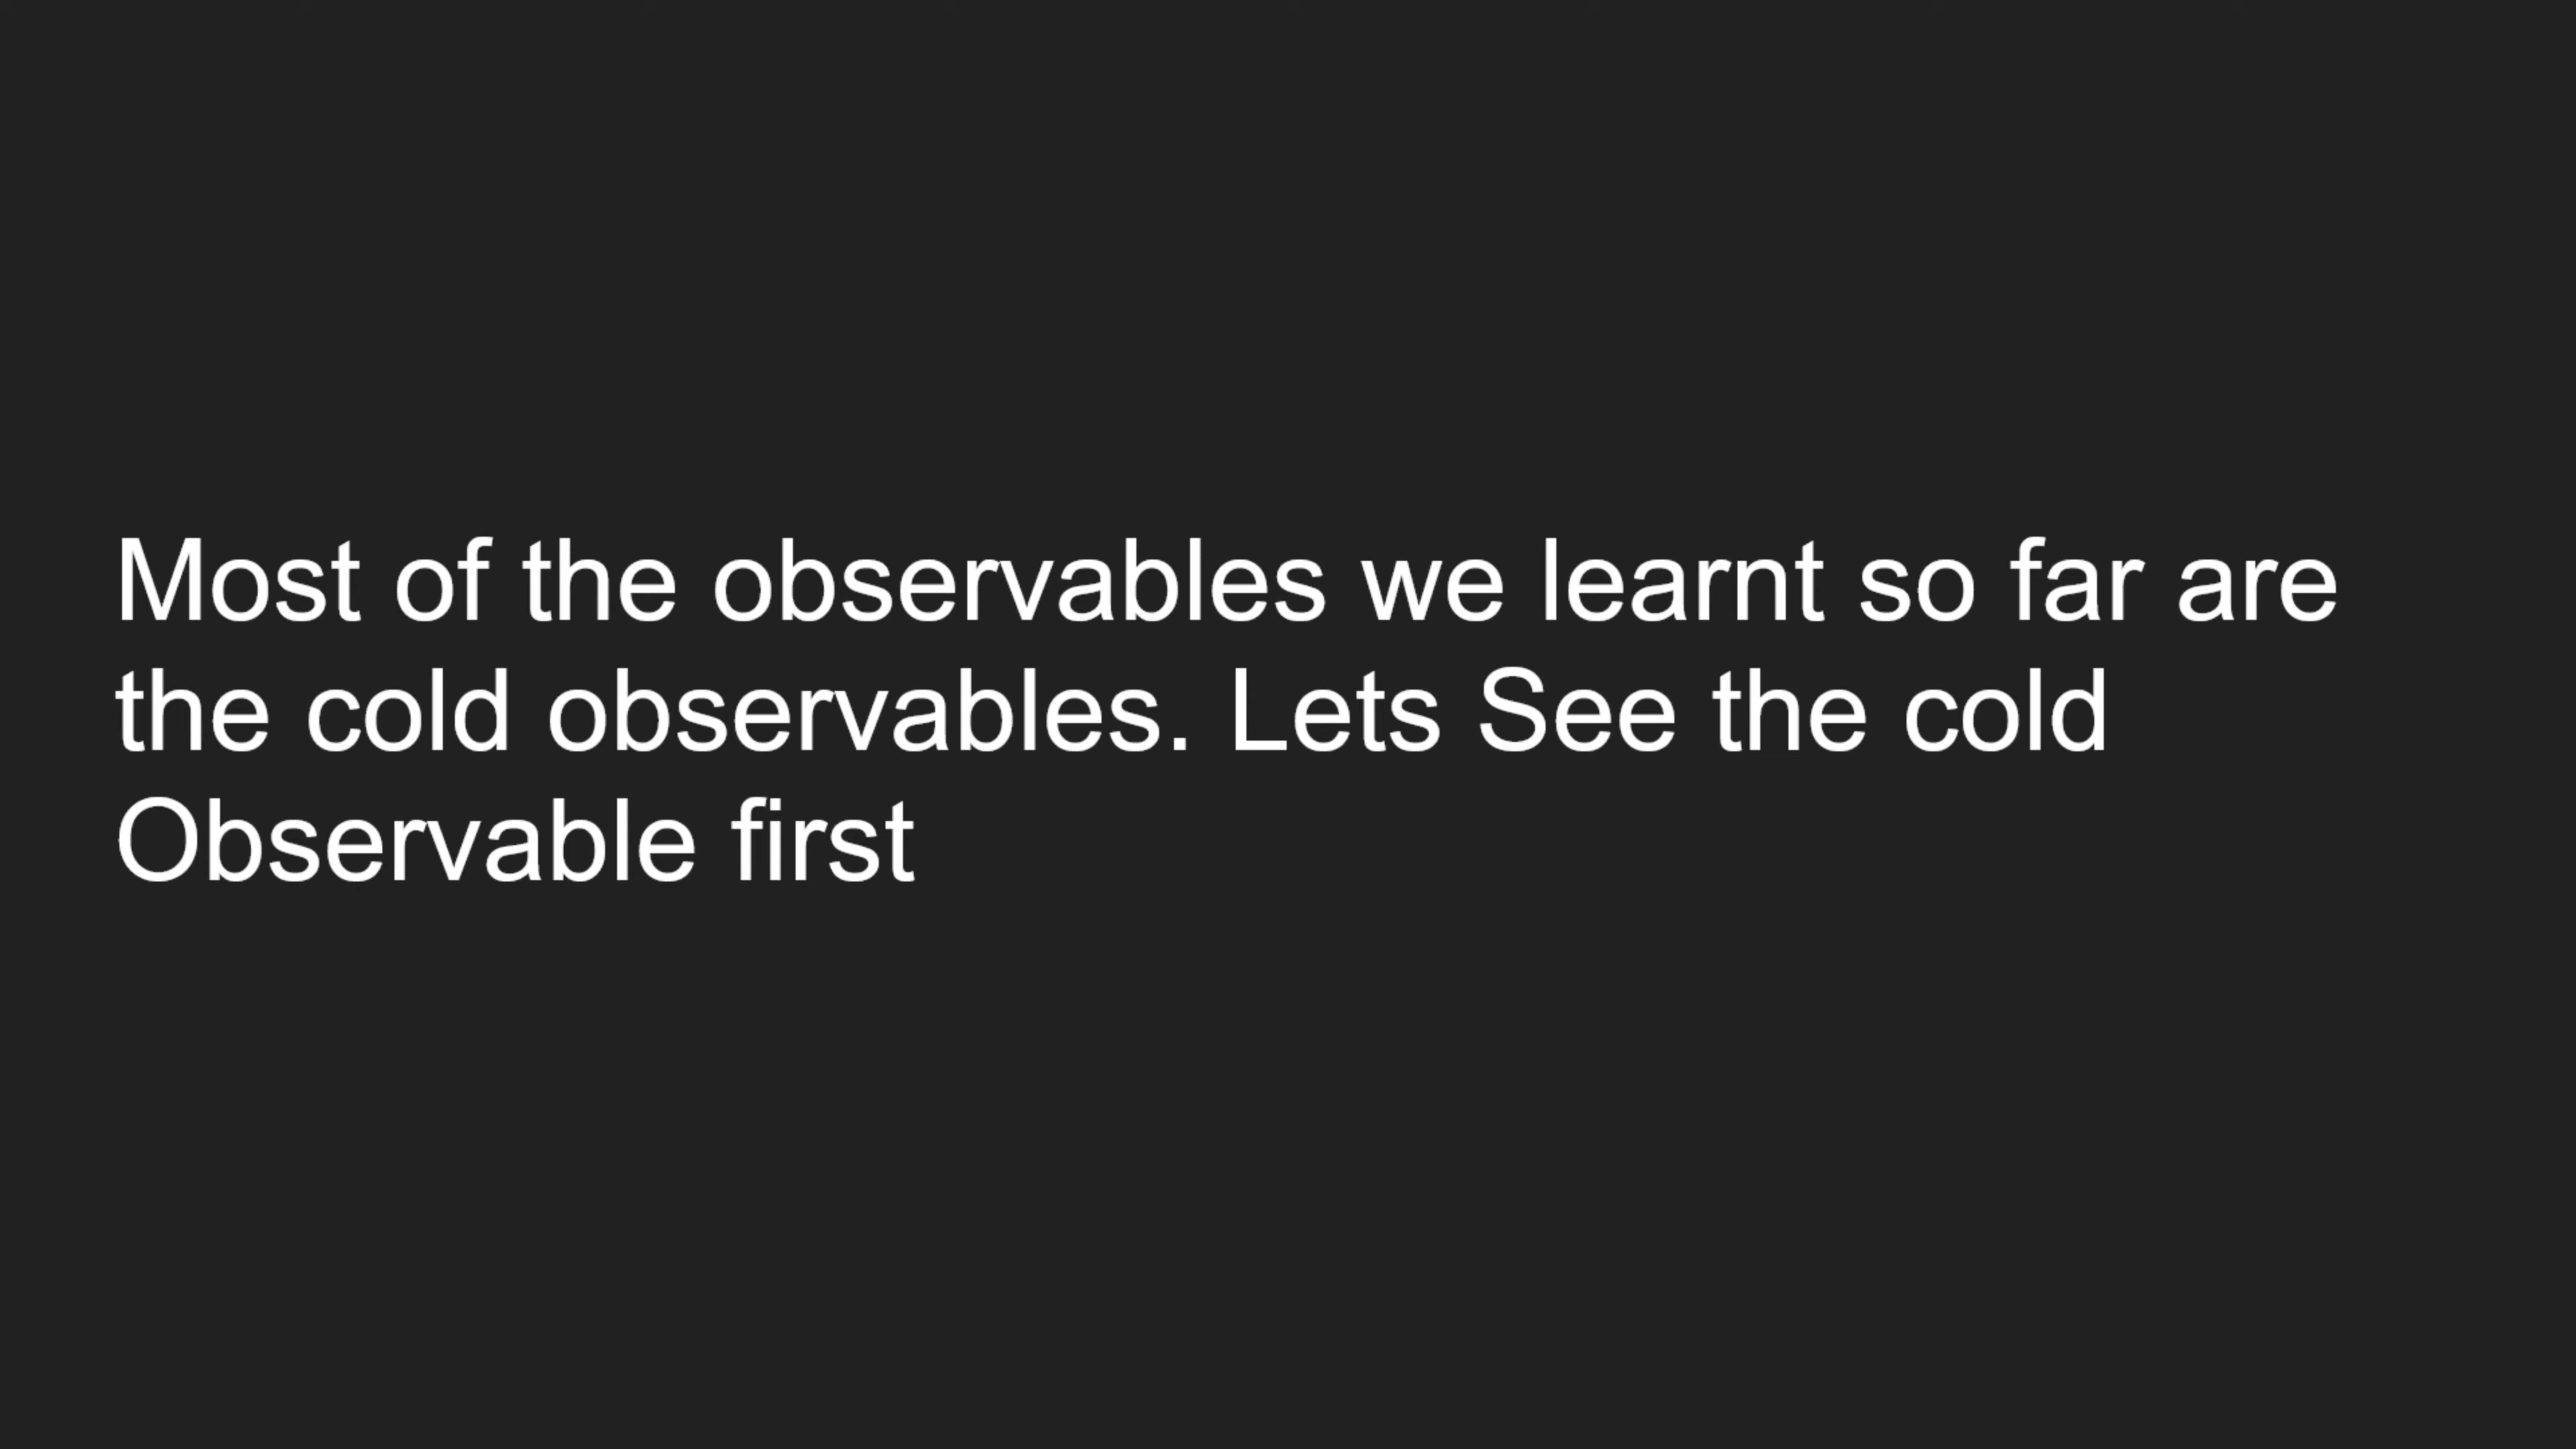 Most of the observables we learnt so far are
the cold observables. Lets See the cold
Observable first